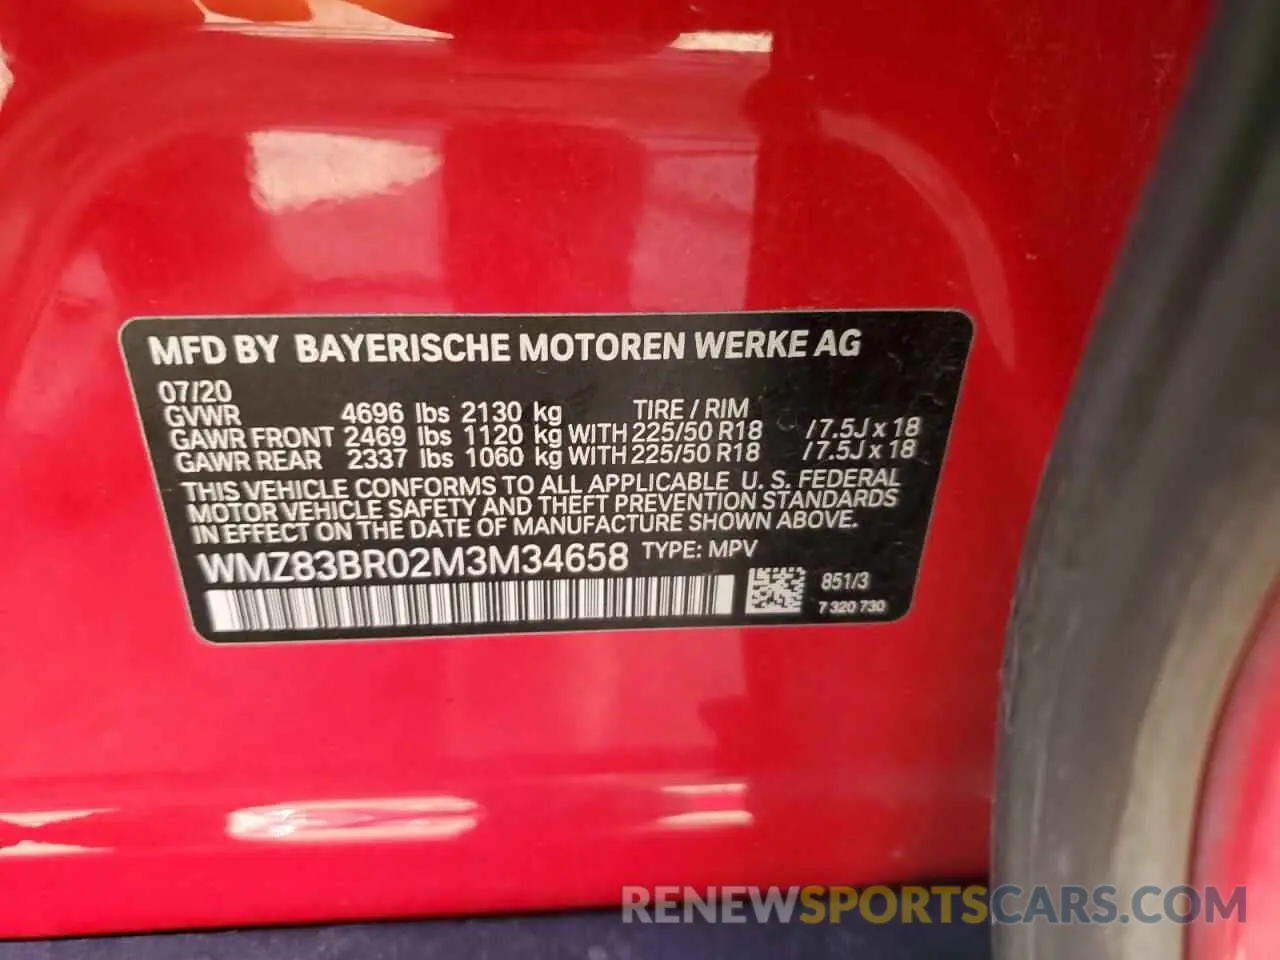 MFD BY BAYERISCHE MOTOREN WERKE AG
07/20
GVWR 4696 lbs 2130 kg TIRE / RIM
GAWR FRONT 2469 lbs 1120 kg WITH 225/50 R18 / 7.5J x 18
GAWR REAR 2337 lbs 1060 kg WITH 225/50 R18 / 7.5J x 18
THIS VEHICLE CONFORMS TO ALL APPLICABLE U. S. FEDERAL
MOTOR VEHICLE SAFETY AND THEFT PREVENTION STANDARDS
IN EFFECT ON THE DATE OF MANUFACTURE SHOWN ABOVE.
WMZ83BR02M3M34658 TYPE: MPV
851/3
7 320 730
RENEWSPORTSCARS.COM